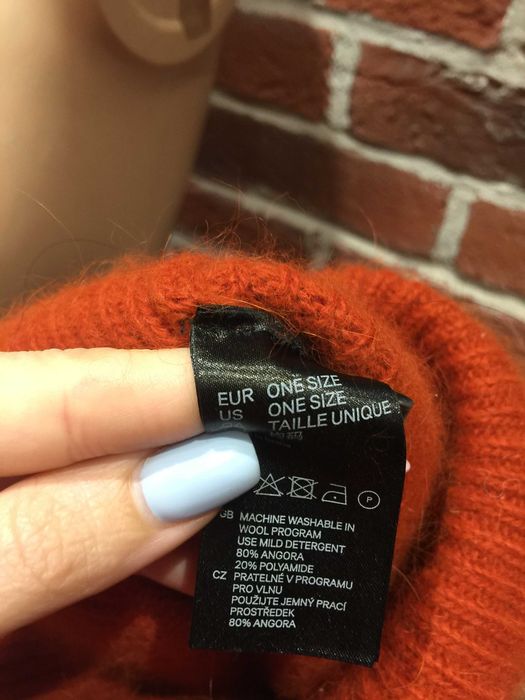 EUR ONE SIZE
US ONE SIZE
TAILLE UNIQUE
P
GB MACHINE WASHABLE IN
WOOL PROGRAM
USE MILD DETERGENT
80% ANGORA
20% POLYAMIDE
CZ PRATELNÉ V PROGRAMU
PRO VLNU
POUŽIJTE JEMNÝ PRACÍ
PROSTŘEDEK
80% ANGORA